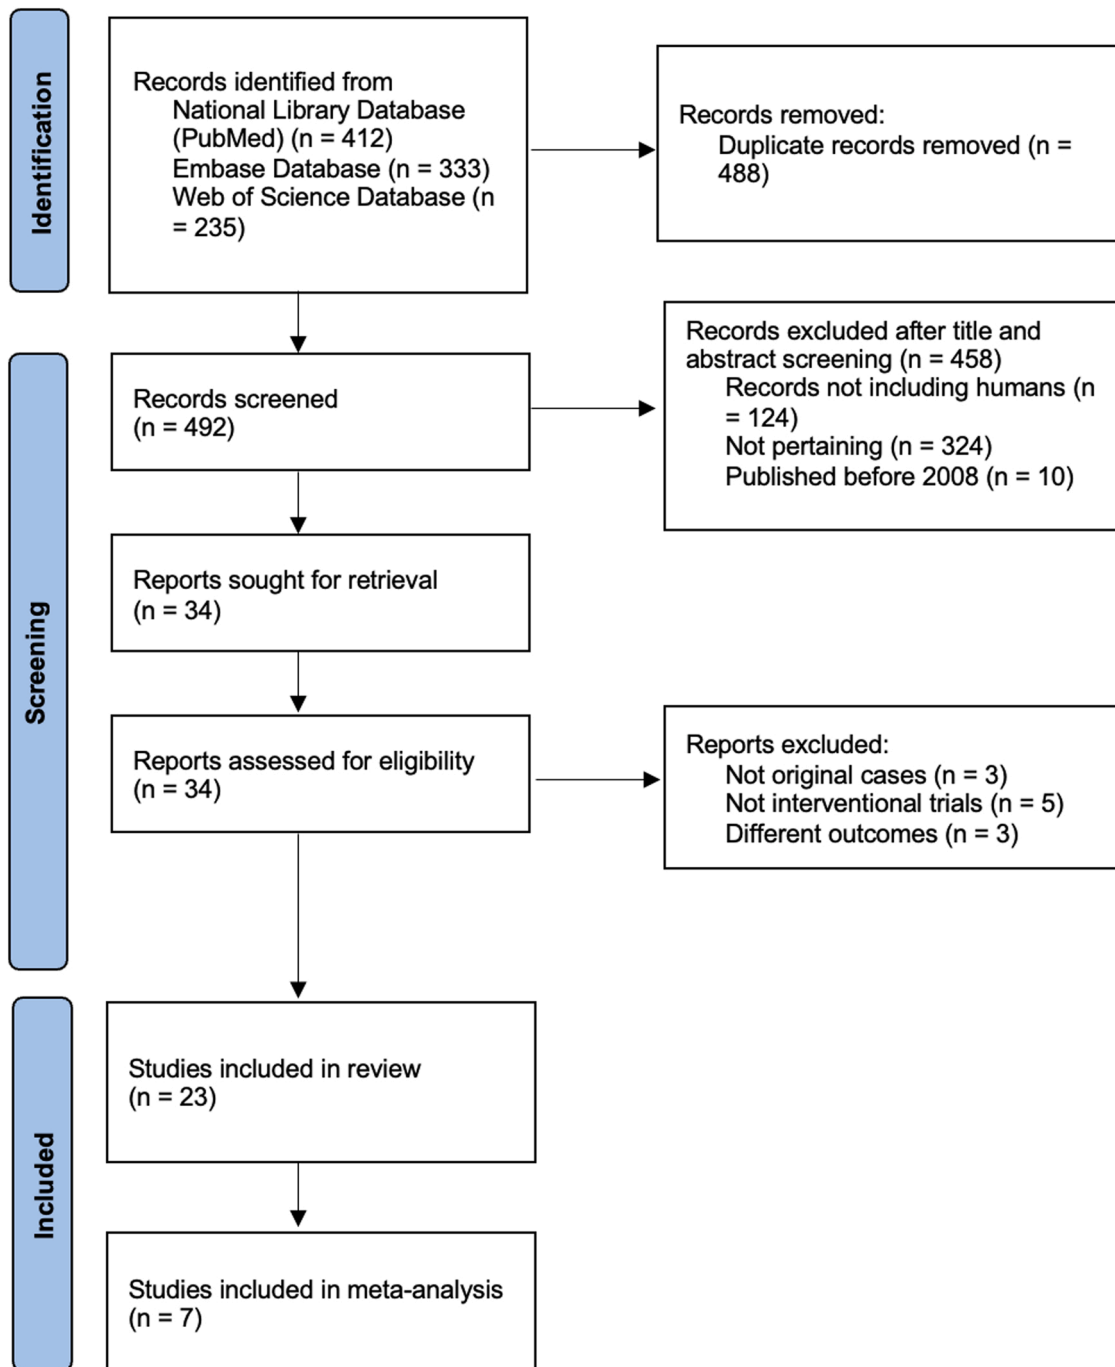 Identification
Records identified from
National Library Database
(PubMed) (n = 412)
Embase Database (n = 333)
Web of Science Database (n
= 235)
Records removed:
Duplicate records removed (n =
488)
Screening
Records screened
(n = 492)
Records excluded after title and
abstract screening (n = 458)
Records not including humans (n
= 124)
Not pertaining (n = 324)
Published before 2008 (n = 10)
Reports sought for retrieval
(n = 34)
Reports assessed for eligibility
(n = 34)
Reports excluded:
Not original cases (n = 3)
Not interventional trials (n = 5)
Different outcomes (n = 3)
Included
Studies included in review
(n = 23)
Studies included in meta-analysis
(n = 7)